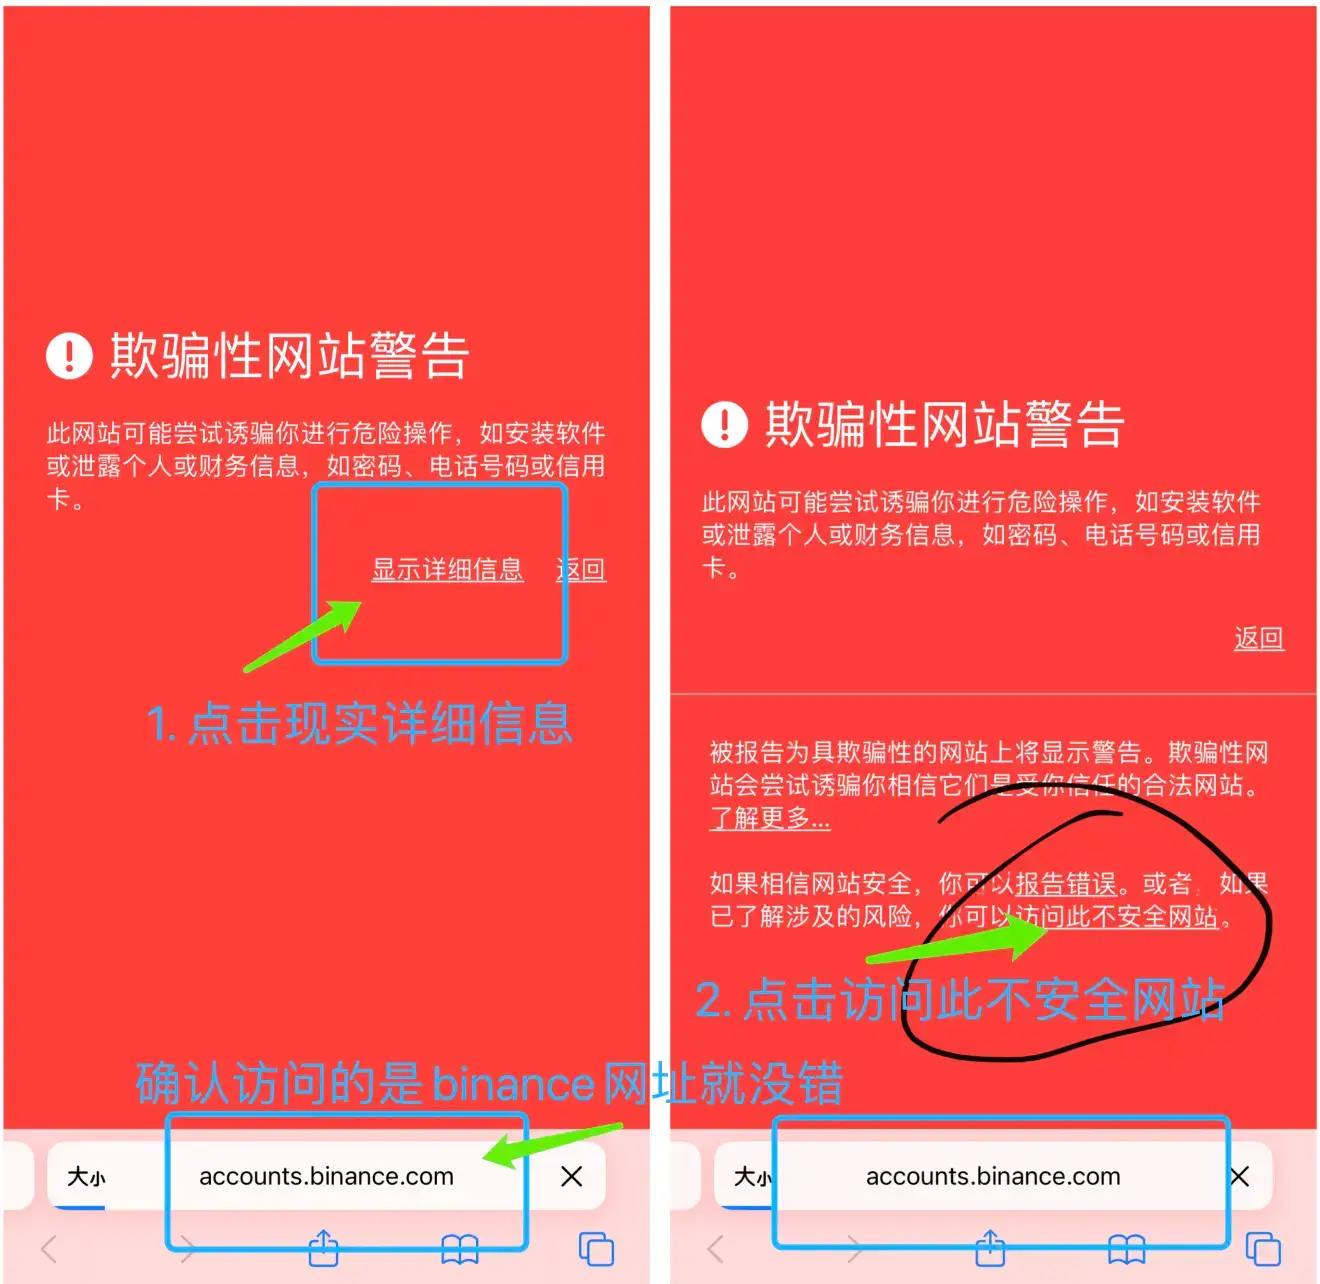 欺骗性网站警告
此网站可能尝试诱骗你进行危险操作，如安装软件
或泄露个人或财务信息，如密码、电话号码或信用
卡。
显示详细信息 返回
1. 点击现实详细信息
欺骗性网站警告
此网站可能尝试诱骗你进行危险操作，如安装软件
或泄露个人或财务信息，如密码、电话号码或信用
卡。
返回
被报告为具欺骗性的网站上将显示警告。欺骗性网
站会尝试诱骗你相信它们是受你信任的合法网站。
了解更多...
如果相信网站安全，你可以报告错误。或者，如果
已了解涉及的风险，你可以访问此不安全网站。
2. 点击访问此不安全网站
确认访问的是binance网址就没错
大小 accounts.binance.com
大小 accounts.binance.com